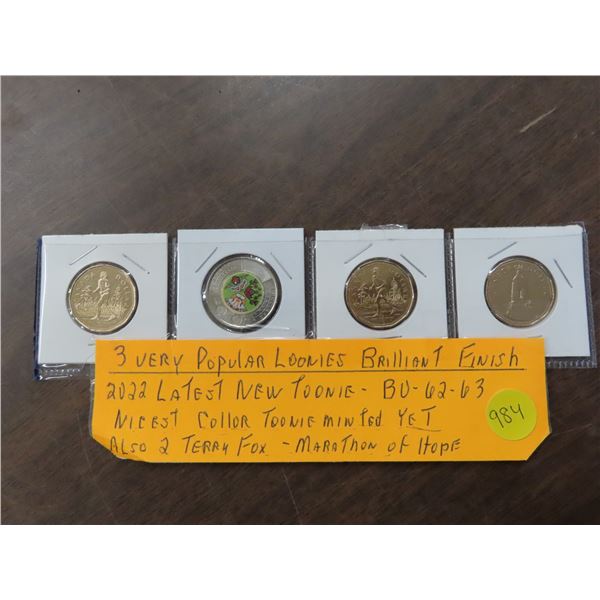 3 VERY POPULAR LOONIES BRILLIANT FINISH
2022 LATEST NEW TOONIE - BU-62-63
NICEST COLLOR TOONIE MINTED YET
ALSO 2 TERRY FOX - MARATHON OF HOPE
984